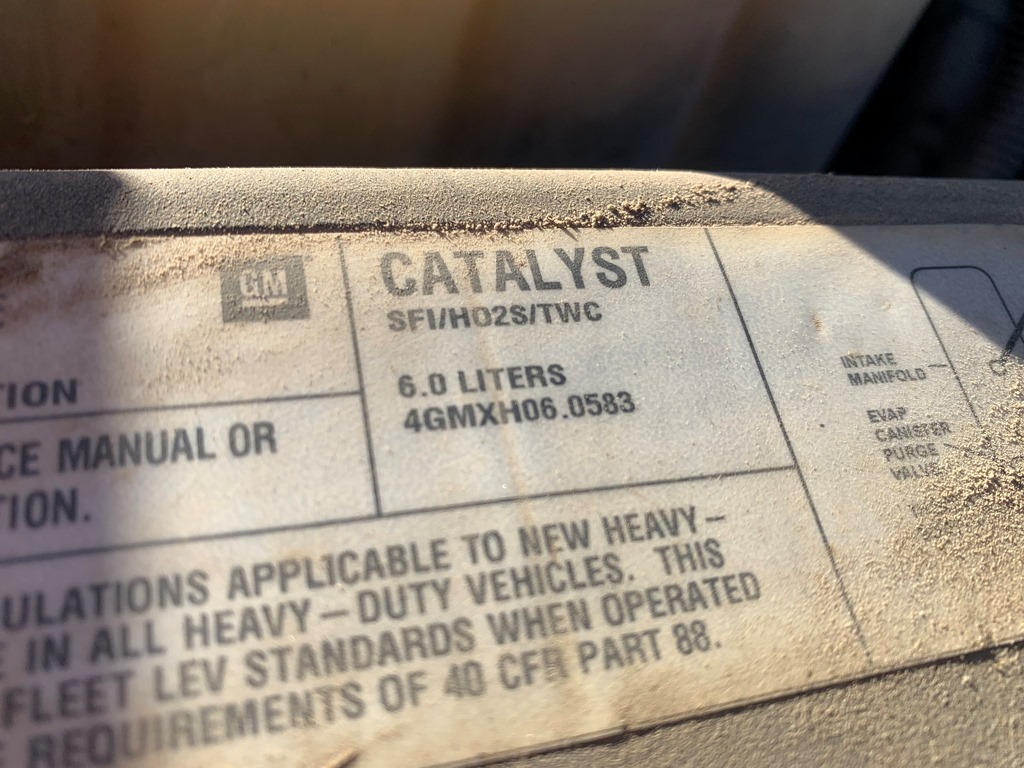 GM
TION
CE MANUAL OR
TION.
CATALYST
SFI/HO2S/TWC
6.0 LITERS
4GMXH06.0583
ULATIONS APPLICABLE TO NEW HEAVY-
E IN ALL HEAVY-DUTY VEHICLES. THIS
FLEET LEV STANDARDS WHEN OPERATED
E REQUIREMENTS OF 40 CFR PART 88.
INTAKE
MANIFOLD
EVAP
CANISTER
PURGE
VALVE